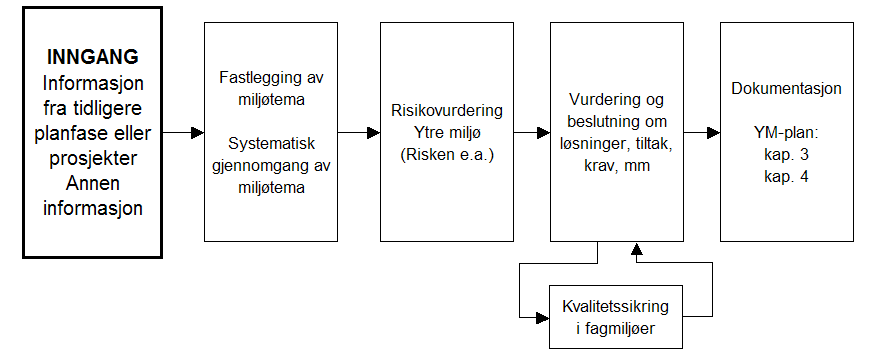 INNGANG
Informasjon
fra tidligere
planfase eller
prosjekter
Annen
informasjon
Fastlegging av
miljøtema
Systematisk
gjennomgang av
miljøtema
Risikovurdering
Ytre miljø
(Risken e.a.)
Vurdering og
beslutning om
løsninger, tiltak,
krav, mm
Dokumentasjon
YM-plan:
kap. 3
kap. 4
Kvalitetssikring
i fagmiljøer